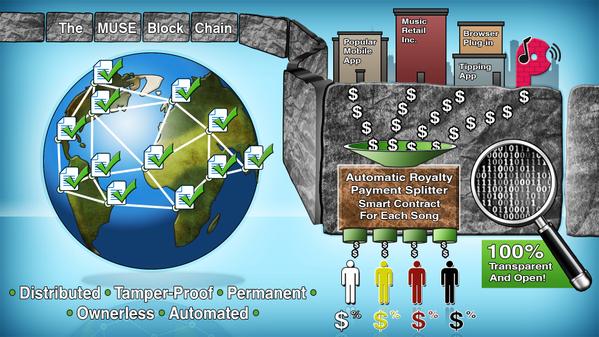 The MUSE Block Chain
Popular
Mobile
App
Music
Retail
Inc.
Browser
Plug-in
Tipping
App
P
$ $ $ $ $
$ $ $ $
$ $ $ $ $
$ $ $ $
Automatic Royalty
Payment Splitter
Smart Contract
For Each Song
$ $ $ $
$% $% $% $%
100%
Transparent
And Open!
• Distributed • Tamper-Proof • Permanent •
• Ownerless • Automated •